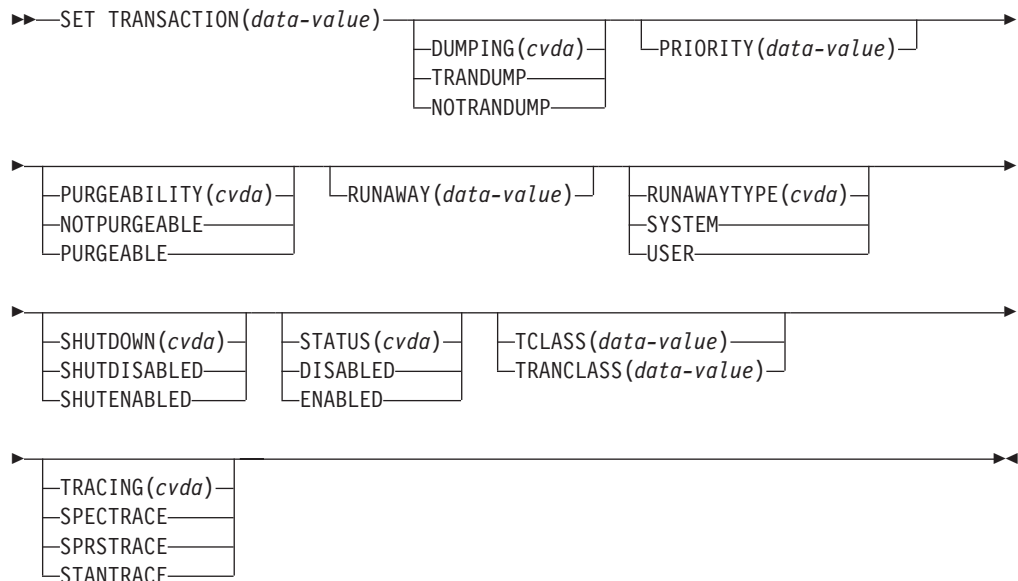 SET TRANSACTION(data-value)
DUMPING(cvda)
TRANDUMP
NOTRANDUMP
PRIORITY(data-value)
PURGEABILITY(cvda)
NOTPURGEABLE
PURGEABLE
RUNAWAY(data-value)
RUNAWAYTYPE(cvda)
SYSTEM
USER
SHUTDOWN(cvda)
SHUTDISABLED
SHUTENABLED
STATUS(cvda)
DISABLED
ENABLED
TCLASS(data-value)
TRANCLASS(data-value)
TRACING(cvda)
SPECTRACE
SPRSTRACE
STANTRACE